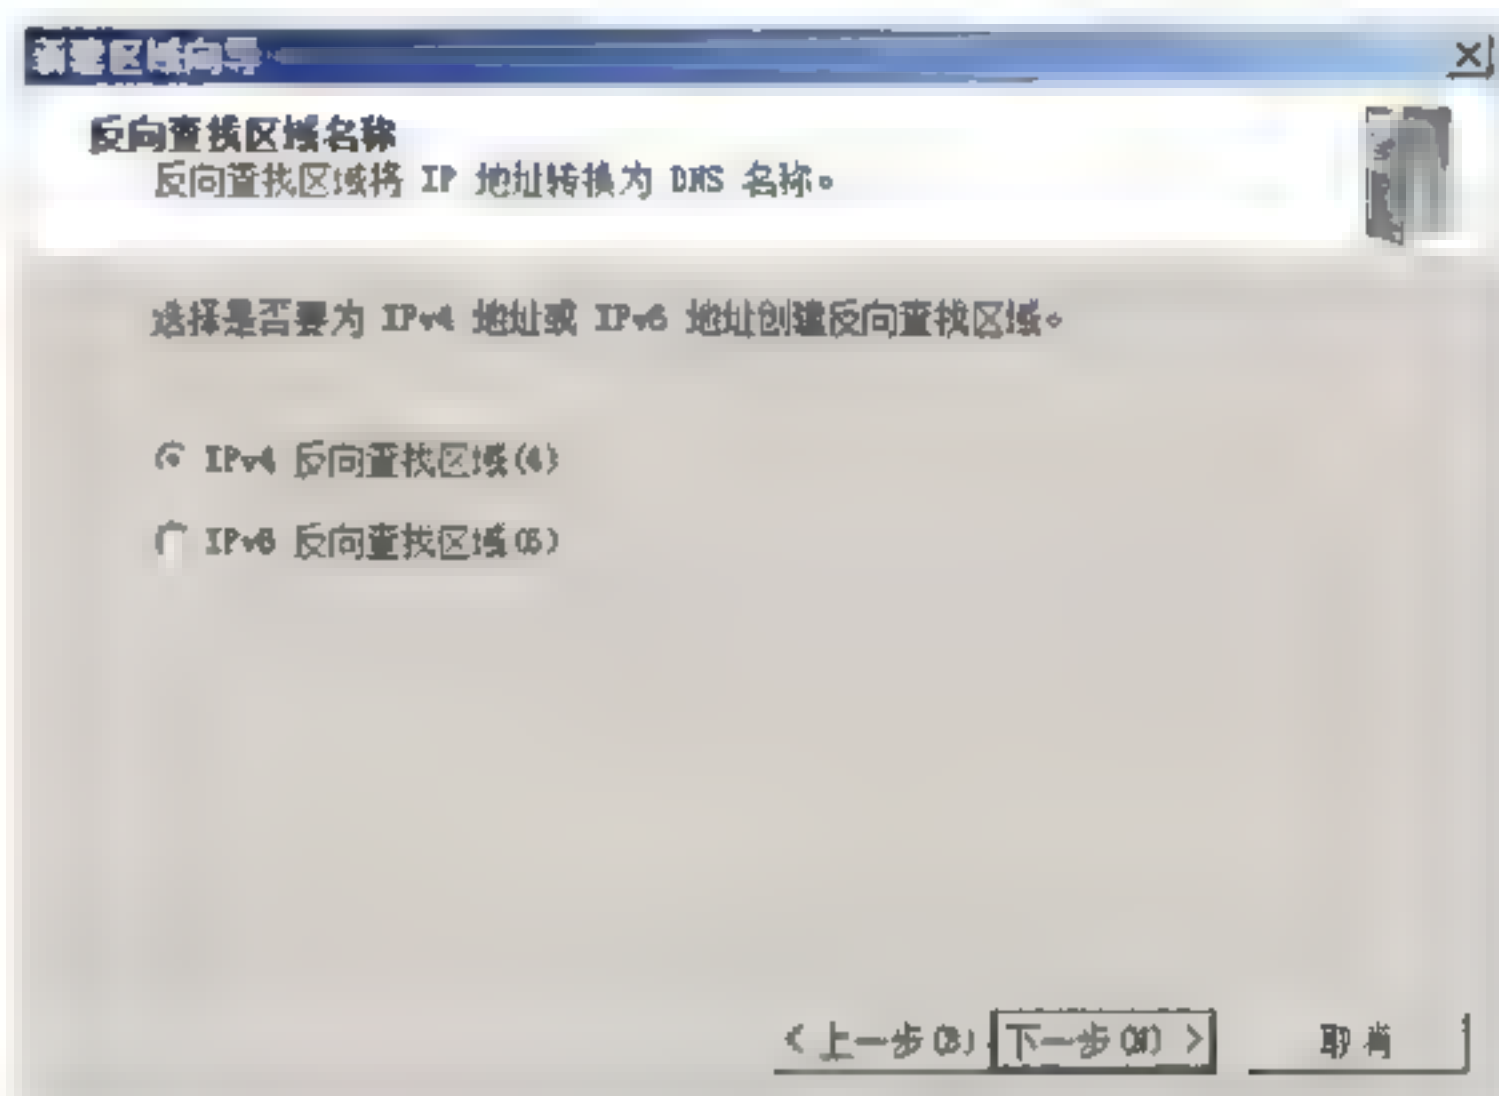 新建区域向导
反向查找区域名称
反向查找区域将 IP 地址转换为 DNS 名称。
选择是否要为 IPv4 地址或 IPv6 地址创建反向查找区域。
IPv4 反向查找区域(4)
IPv6 反向查找区域(6)
< 上一步(B) 下一步(N) > 取消